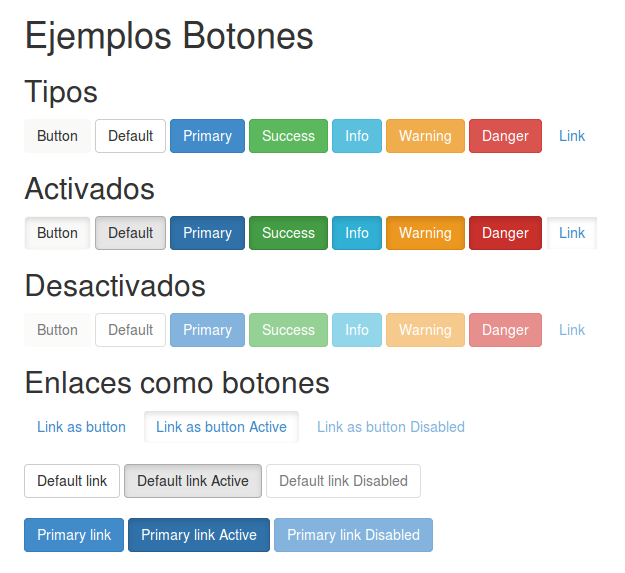 Ejemplos Botones
Tipos
Button Default Primary Success Info Warning Danger Link
Activados
Button Default Primary Success Info Warning Danger Link
Desactivados
Button Default Primary Success Info Warning Danger Link
Enlaces como botones
Link as button Link as button Active Link as button Disabled
Default link Default link Active Default link Disabled
Primary link Primary link Active Primary link Disabled